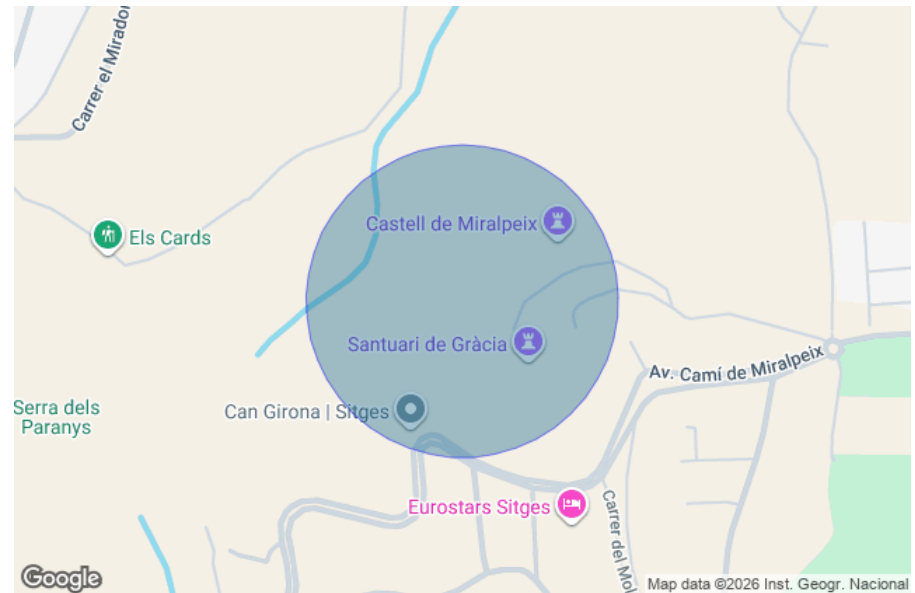 Carrer el Mirador
Castell de Miralpeix
Els Cards
Santuari de Gràcia
Av. Camí de Miralpeix
Can Girona | Sitges
Serra dels
Paranys
Eurostars Sitges
Carrer del Mol
Google
Map data ©2026 Inst. Geogr. Nacional